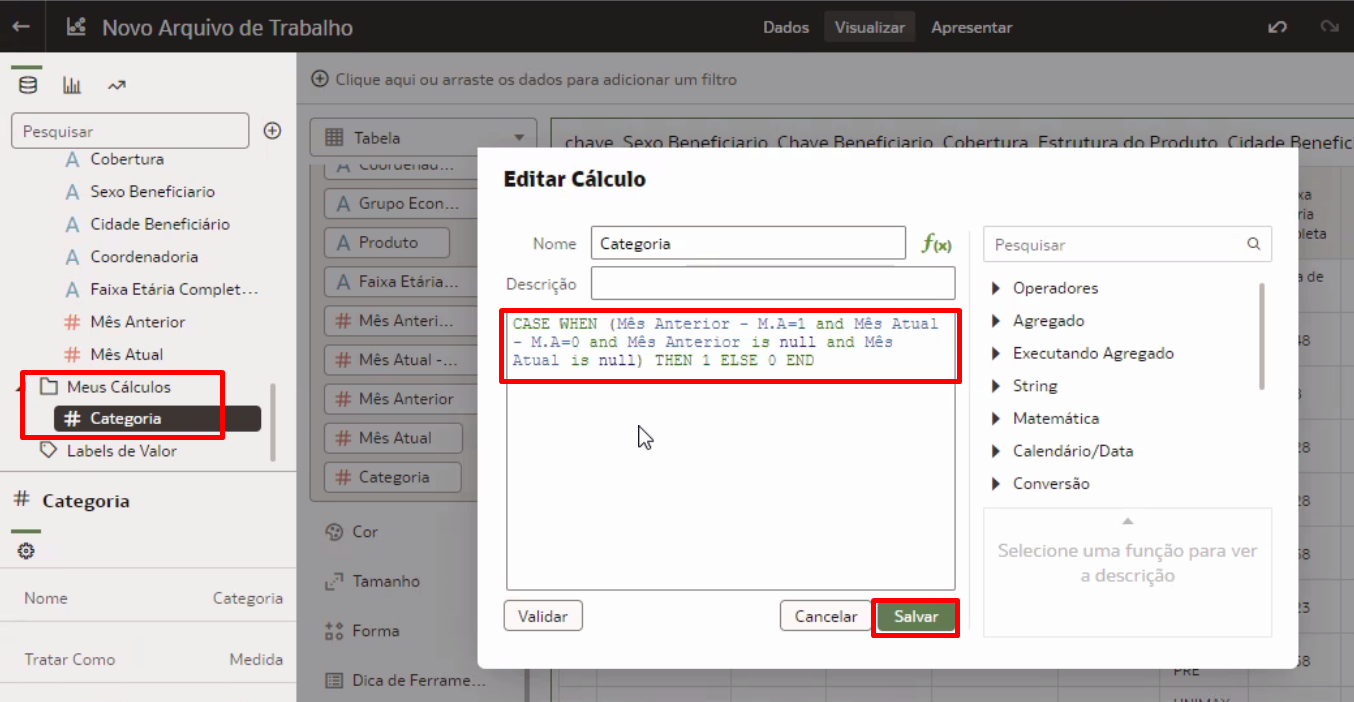 Novo Arquivo de Trabalho
Dados
Visualizar
Apresentar
Pesquisar
Cobertura
Sexo Beneficiario
Cidade Beneficiário
Coordenadoria
Faixa Etária Complet...
Mês Anterior
Mês Atual
Meus Cálculos
Categoria
Labels de Valor
Categoria
Nome
Categoria
Tratar Como
Medida
Clique aqui ou arraste os dados para adicionar um filtro
Tabela
Coordenad...
Grupo Econ...
Produto
Faixa Etária...
Mês Anteri...
Mês Atual -...
Mês Anterior
Mês Atual
Categoria
Cor
Tamanho
Forma
Dica de Ferrame...
chave, Sexo Beneficiario, Chave Beneficiario, Cobertura, Estrutura do Produto, Cidade Benefic
Editar Cálculo
Nome
Categoria
f(x)
Descrição
CASE WHEN (Mês Anterior - M.A=1 and Mês Atual
- M.A=0 and Mês Anterior is null and Mês
Atual is null) THEN 1 ELSE 0 END
Validar
Cancelar
Salvar
Pesquisar
Operadores
Agregado
Executando Agregado
String
Matemática
Calendário/Data
Conversão
Selecione uma função para ver
a descrição
PRE